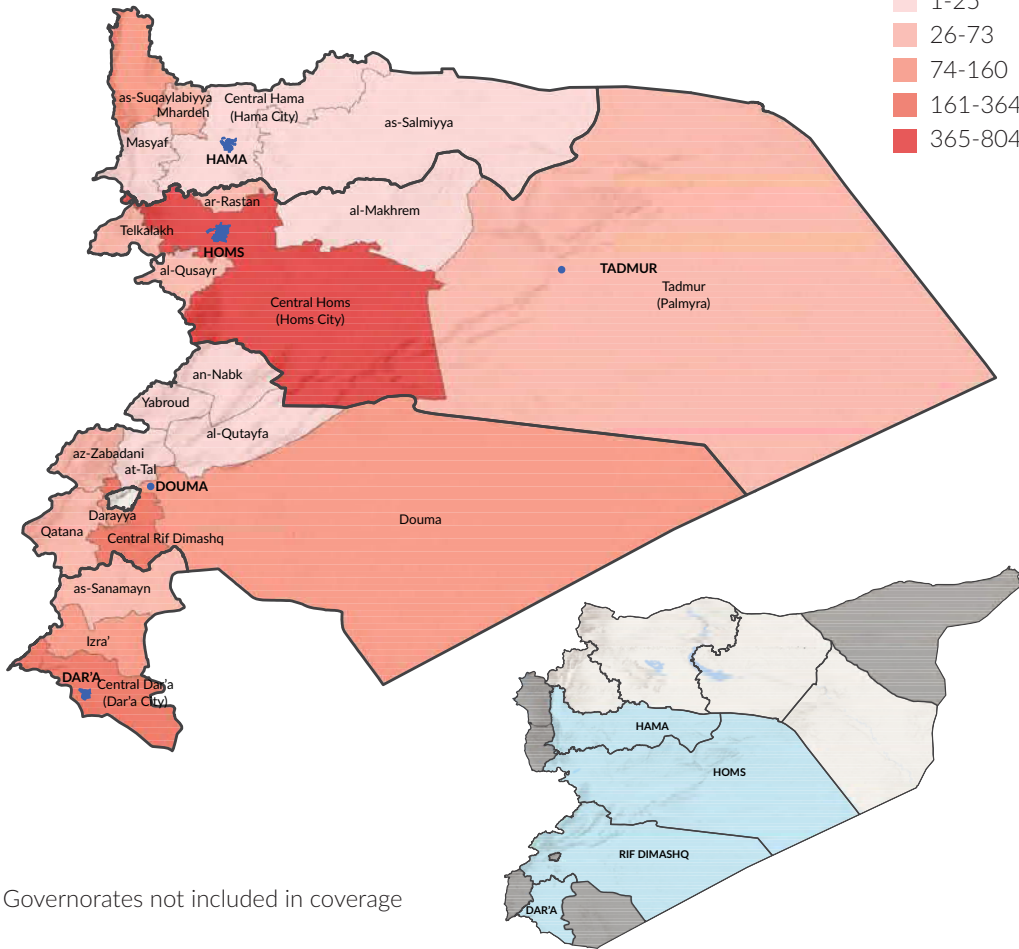 1-25
26-73
74-160
161-364
365-804
as-Suqaylabiyya
Mhardeh
Central Hama
(Hama City)
as-Salmiyya
Masyaf
HAMA
ar-Rastan
al-Makhrem
Telkalakh
HOMS
al-Qusayr
TADMUR
Tadmur
(Palmyra)
Central Homs
(Homs City)
an-Nabk
Yabroud
al-Qutayfa
az-Zabadani
at-Tal
DOUMA
Darayya
Douma
Qatana
Central Rif Dimashq
as-Sanamayn
Izra'
DAR'A
Central Dar'a
(Dar'a City)
HAMA
HOMS
RIF DIMASHQ
DAR'A
Governorates not included in coverage